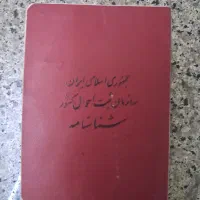 جمهوری اسلامی ایران
سازمان ثبت احوال کشور
شناسنامه